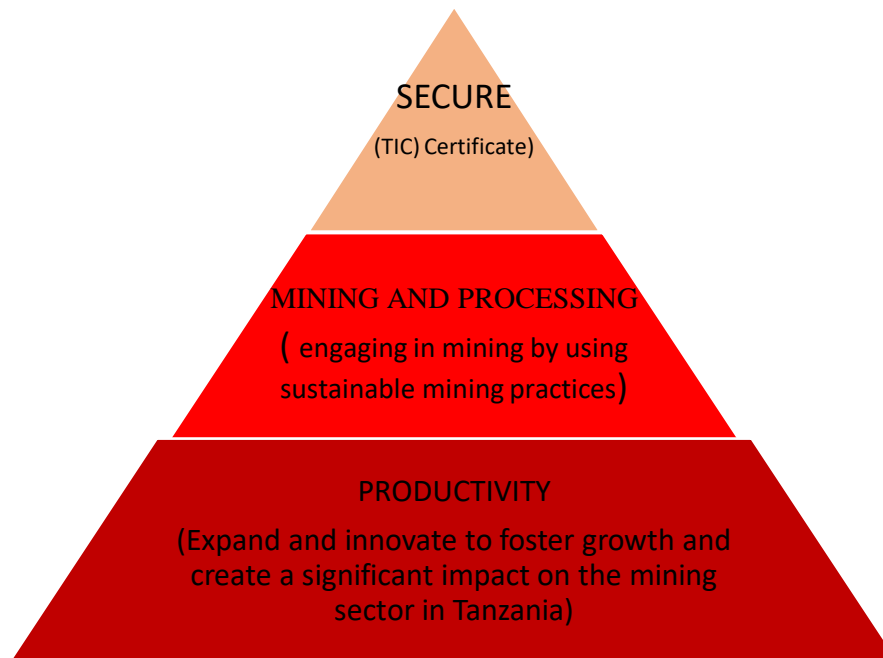 SECURE
(TIC) Certificate)
MINING AND PROCESSING
( engaging in mining by using
sustainable mining practices)
PRODUCTIVITY
(Expand and innovate to foster growth and
create a significant impact on the mining
sector in Tanzania)